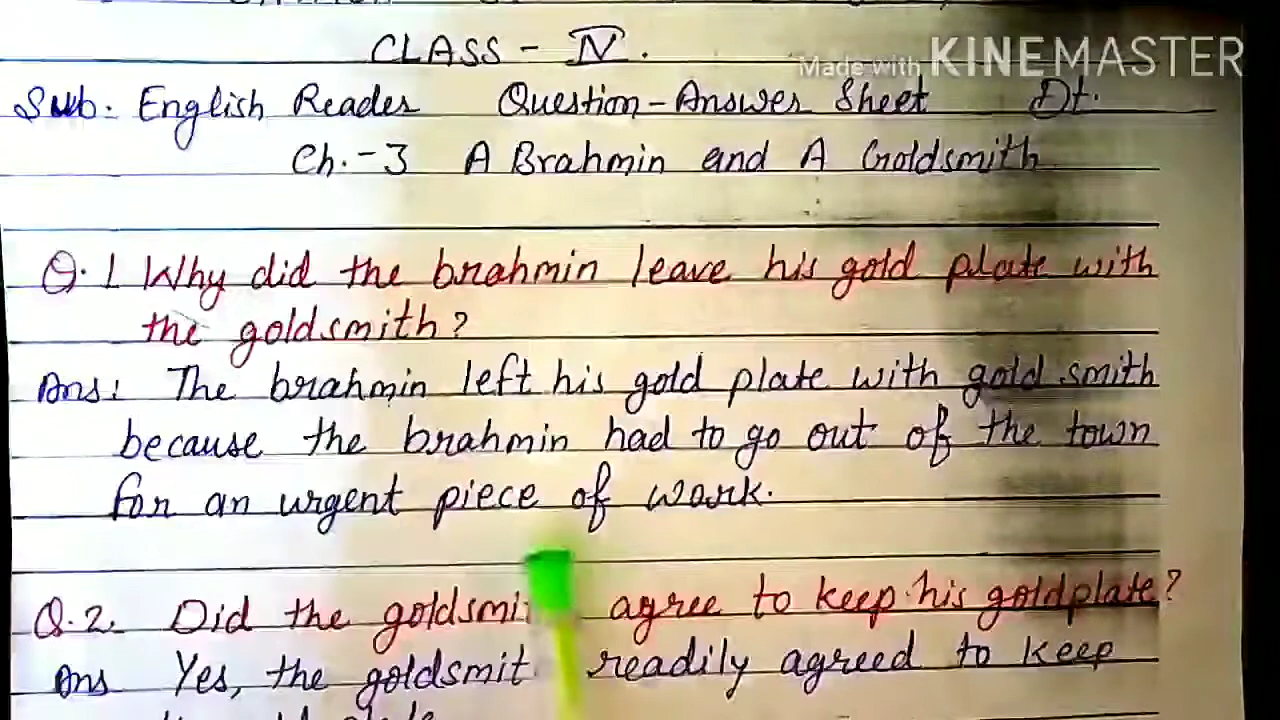 CLASS - IV.
Made with KINEMASTER
Sub: English Reader Question-Answer Sheet Dt.
Ch.-3 A Brahmin and A Goldsmith
Q.1 Why did the brahmin leave his gold plate with
the goldsmith?
Ans: The brahmin left his gold plate with gold smith
because the brahmin had to go out of the town
for an urgent piece of work.
Q.2. Did the goldsmi agree to keep his goldplate?
Ans Yes, the goldsmit readily agreed to keep